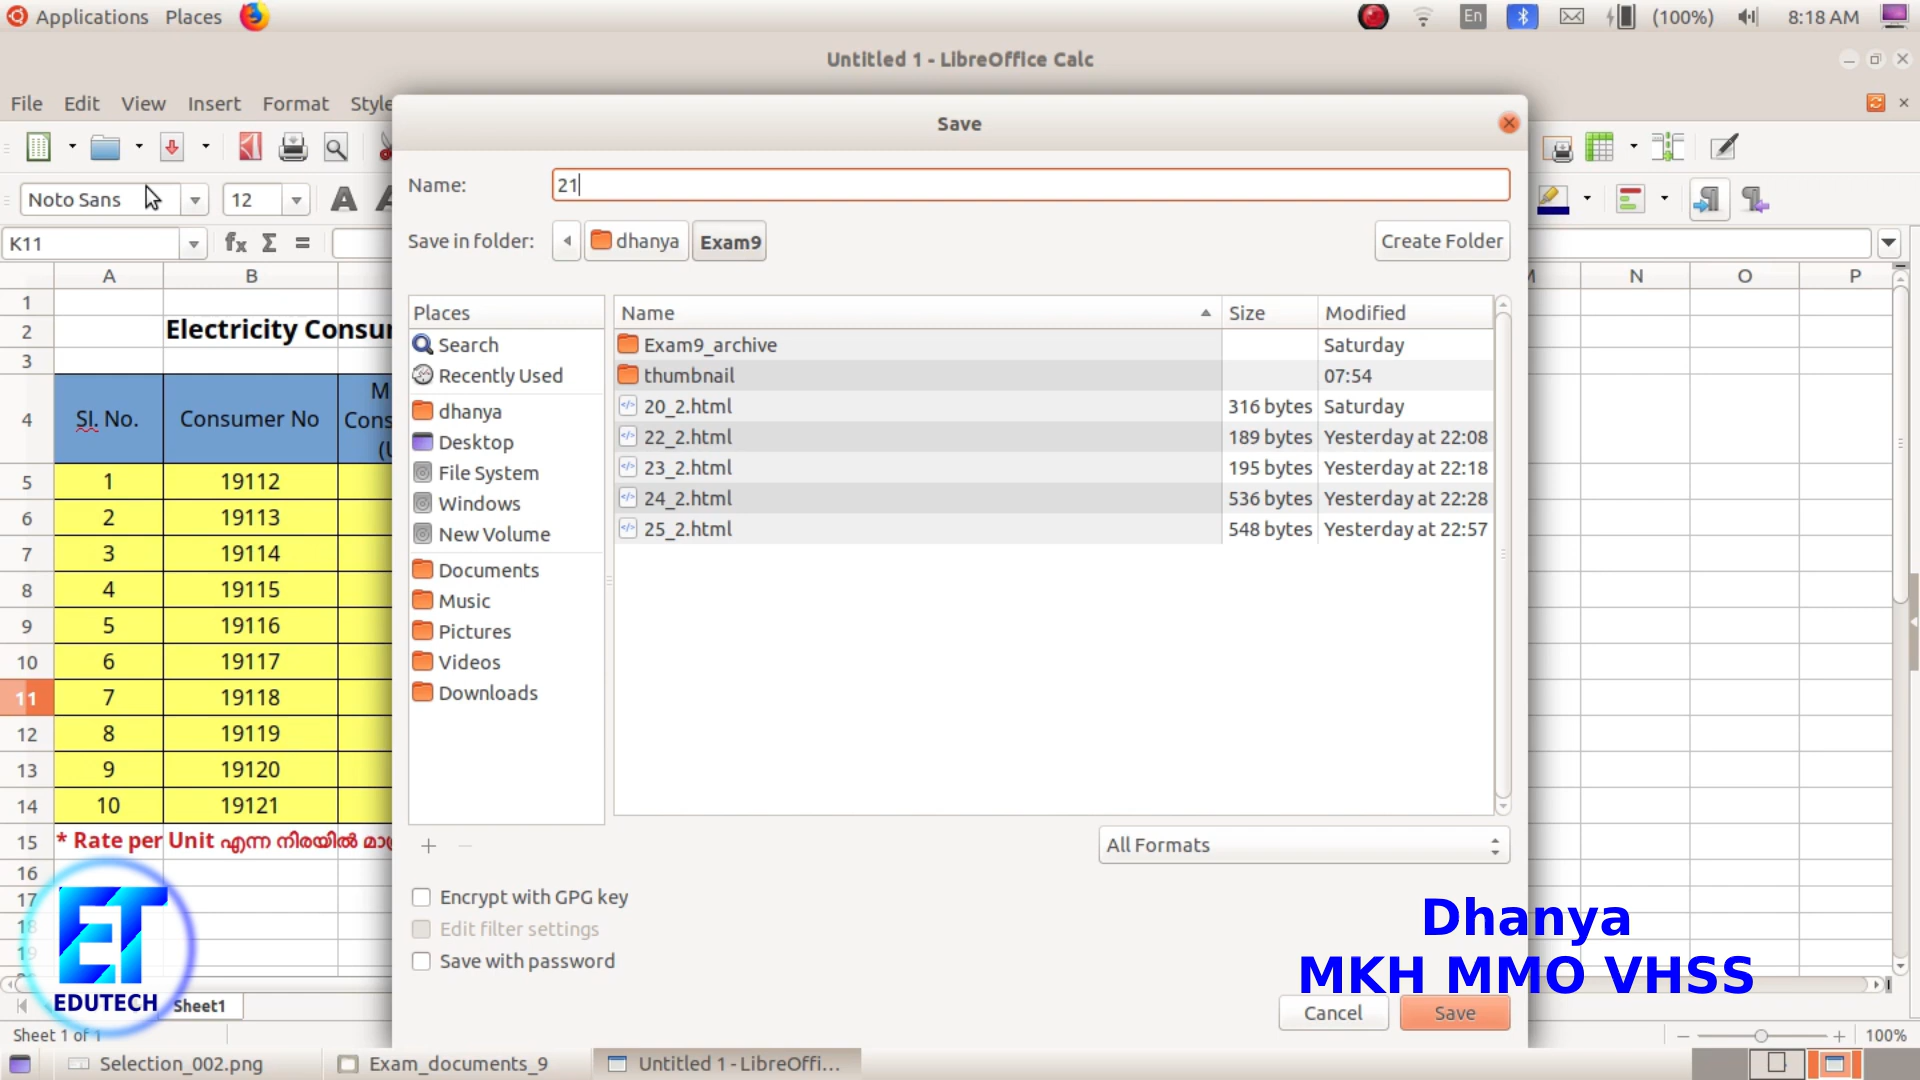 Applications Places
En (100%) 8:18 AM
Untitled 1 - LibreOffice Calc
File Edit View Insert Format Style
Save
Noto Sans 12
Name: 21
K11
Save in folder: dhanya Exam9 Create Folder
A B N O P
Places
Search
Recently Used
dhanya
Desktop
File System
Windows
New Volume
Documents
Music
Pictures
Videos
Downloads
Name Size Modified
Exam9_archive Saturday
thumbnail 07:54
20_2.html 316 bytes Saturday
22_2.html 189 bytes Yesterday at 22:08
23_2.html 195 bytes Yesterday at 22:18
24_2.html 536 bytes Yesterday at 22:28
25_2.html 548 bytes Yesterday at 22:57
1
2 Electricity Consu
3
4 Sl. No. Consumer No
5 1 19112
6 2 19113
7 3 19114
8 4 19115
9 5 19116
10 6 19117
11 7 19118
12 8 19119
13 9 19120
14 10 19121
15 * Rate per Unit എന്ന നിരയിൽ
16
17
18
19
All Formats
Encrypt with GPG key
Edit filter settings
Save with password
Dhanya
MKH MMO VHSS
Cancel Save
ET
EDUTECH
Sheet1
Sheet 1 of 1 100%
Selection_002.png Exam_documents_9 Untitled 1 - LibreOffi...